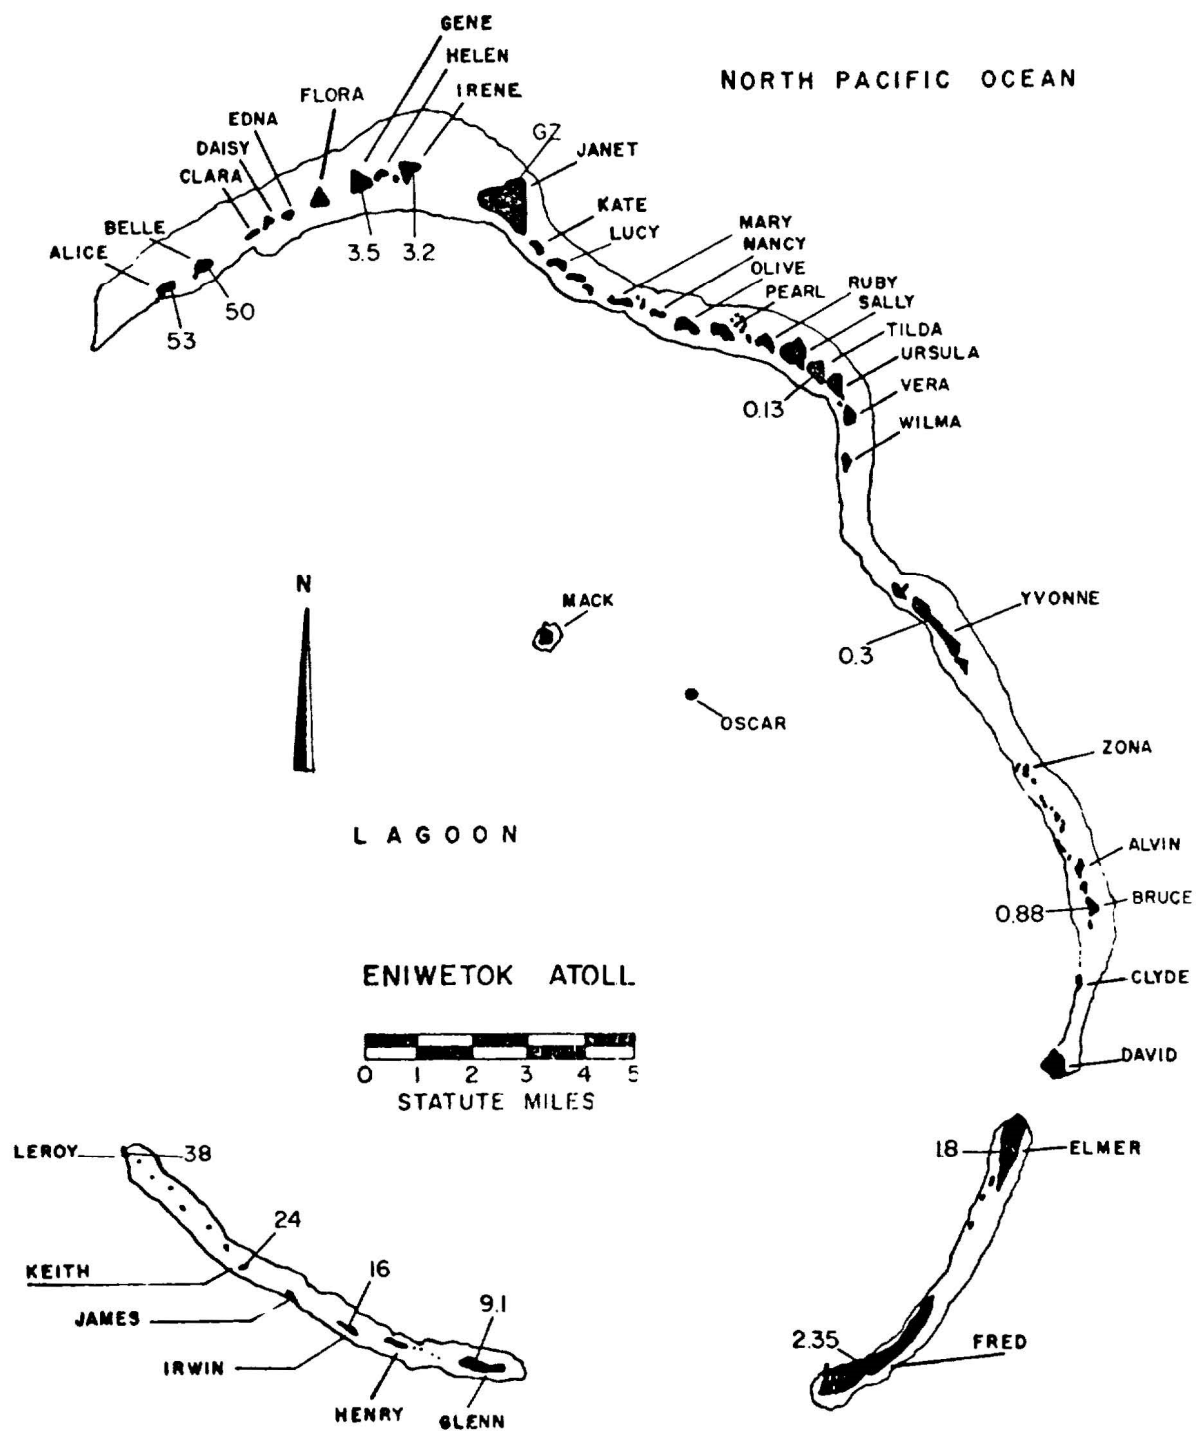 GENE
HELEN
IRENE
FLORA
EDNA
DAISY
CLARA
BELLE
ALICE
NORTH PACIFIC OCEAN
GZ
JANET
KATE
LUCY
MARY
NANCY
OLIVE
PEARL
RUBY
SALLY
TILDA
URSULA
VERA
WILMA
3.5
3.2
50
53
0.13
N
MACK
YVONNE
0.3
OSCAR
ZONA
LAGOON
ALVIN
BRUCE
0.88
ENIWETOK ATOLL
CLYDE
0 1 2 3 4 5
STATUTE MILES
DAVID
LEROY
38
1.8
ELMER
24
KEITH
16
JAMES
9.1
IRWIN
2.35
FRED
HENRY
GLENN